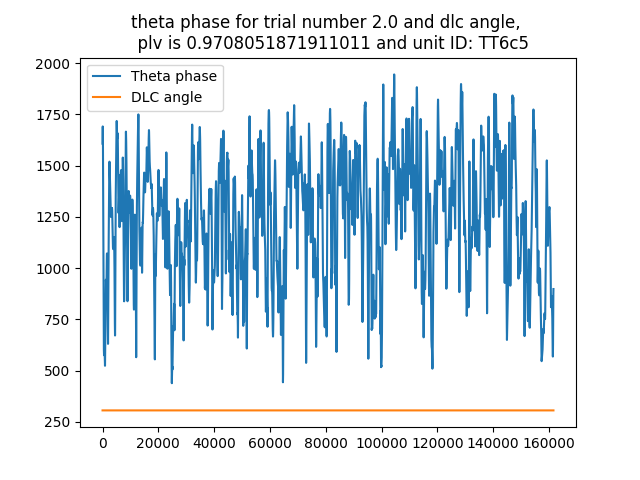 theta phase for trial number 2.0 and dlc angle,
plv is 0.9708051871911011 and unit ID: TT6c5
Theta phase
DLC angle
2000
1750
1500
1250
1000
750
500
250
0 20000 40000 60000 80000 100000 120000 140000 160000